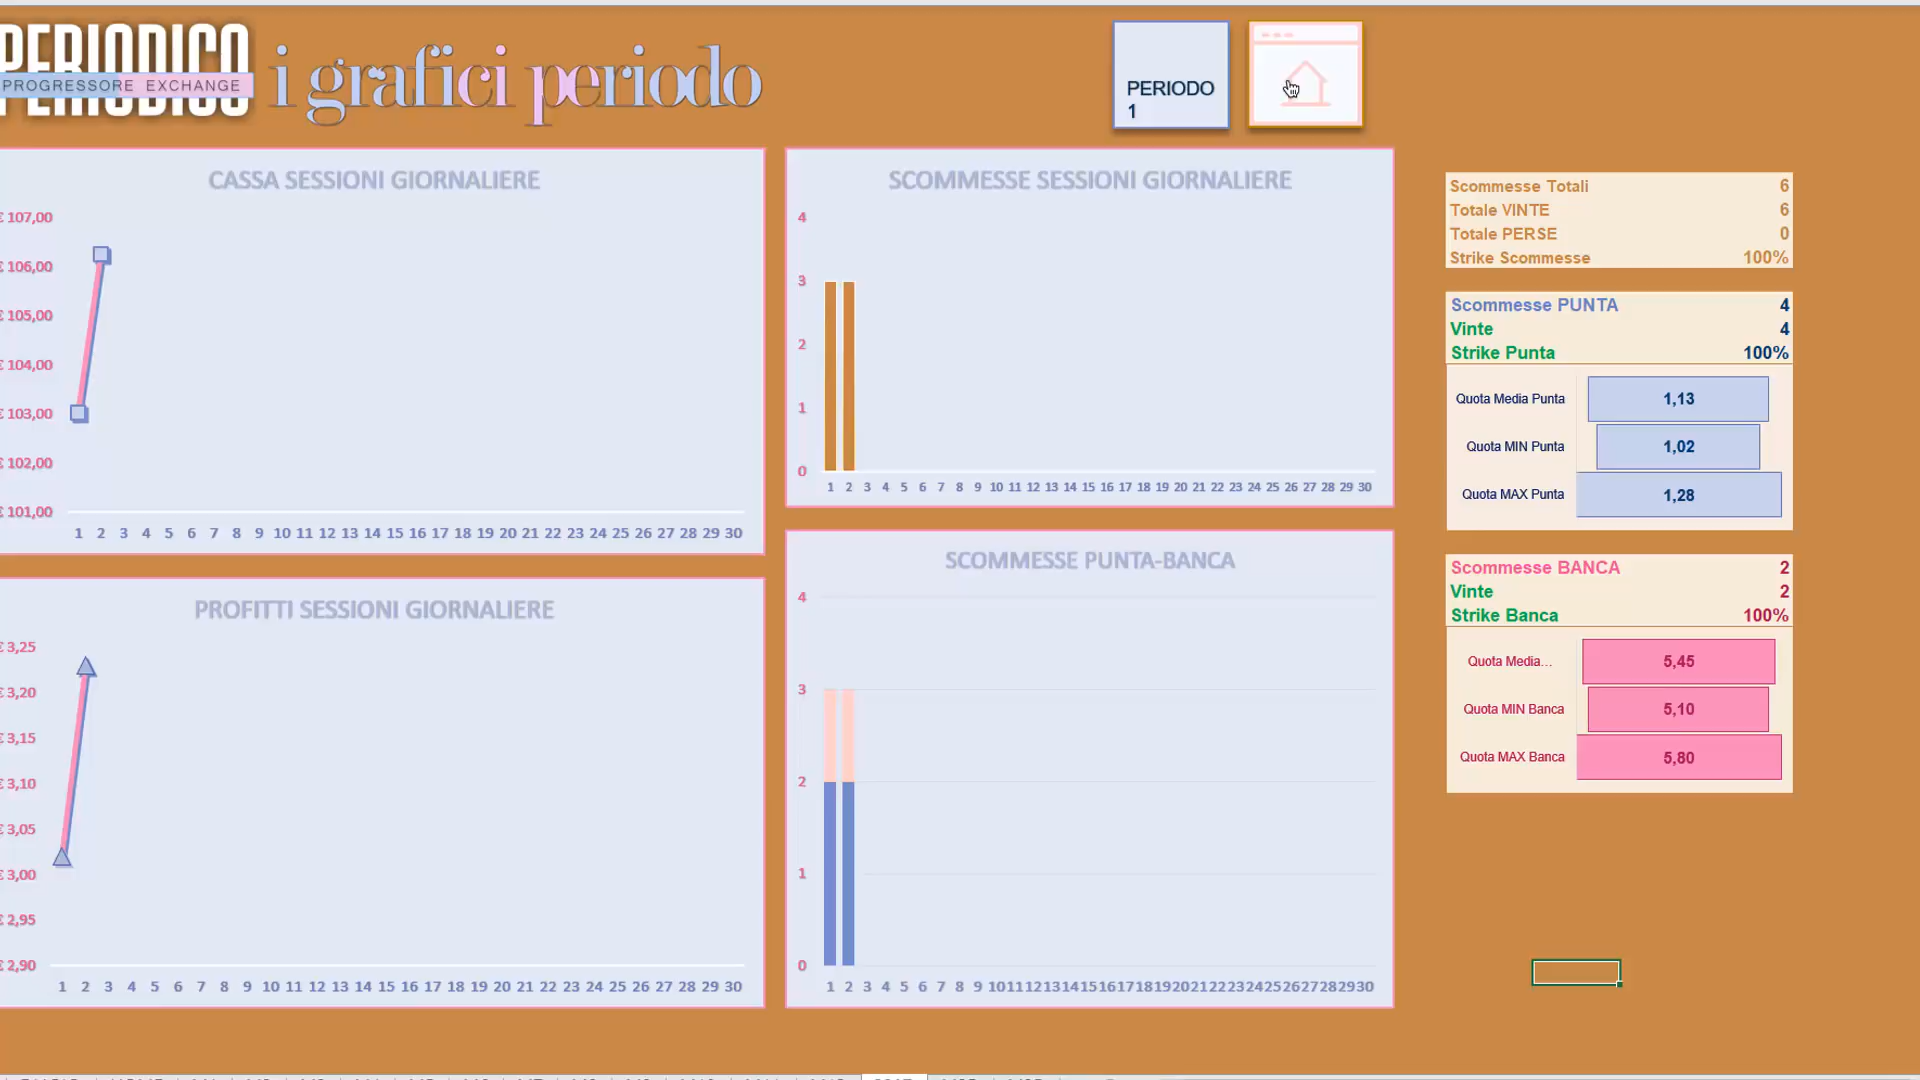 PERIODICO
PROGRESSORE EXCHANGE
i grafici periodo
PERIODO
1
CASSA SESSIONI GIORNALIERE
€ 107,00
€ 106,00
€ 105,00
€ 104,00
€ 103,00
€ 102,00
€ 101,00
1 2 3 4 5 6 7 8 9 10 11 12 13 14 15 16 17 18 19 20 21 22 23 24 25 26 27 28 29 30
SCOMMESSE SESSIONI GIORNALIERE
4
3
2
1
0
1 2 3 4 5 6 7 8 9 10 11 12 13 14 15 16 17 18 19 20 21 22 23 24 25 26 27 28 29 30
PROFITTI SESSIONI GIORNALIERE
€ 3,25
€ 3,20
€ 3,15
€ 3,10
€ 3,05
€ 3,00
€ 2,95
€ 2,90
1 2 3 4 5 6 7 8 9 10 11 12 13 14 15 16 17 18 19 20 21 22 23 24 25 26 27 28 29 30
SCOMMESSE PUNTA-BANCA
4
3
2
1
0
1 2 3 4 5 6 7 8 9 10 11 12 13 14 15 16 17 18 19 20 21 22 23 24 25 26 27 28 29 30
Scommesse Totali 6
Totale VINTE 6
Totale PERSE 0
Strike Scommesse 100%
Scommesse PUNTA 4
Vinte 4
Strike Punta 100%
Quota Media Punta 1,13
Quota MIN Punta 1,02
Quota MAX Punta 1,28
Scommesse BANCA 2
Vinte 2
Strike Banca 100%
Quota Media... 5,45
Quota MIN Banca 5,10
Quota MAX Banca 5,80